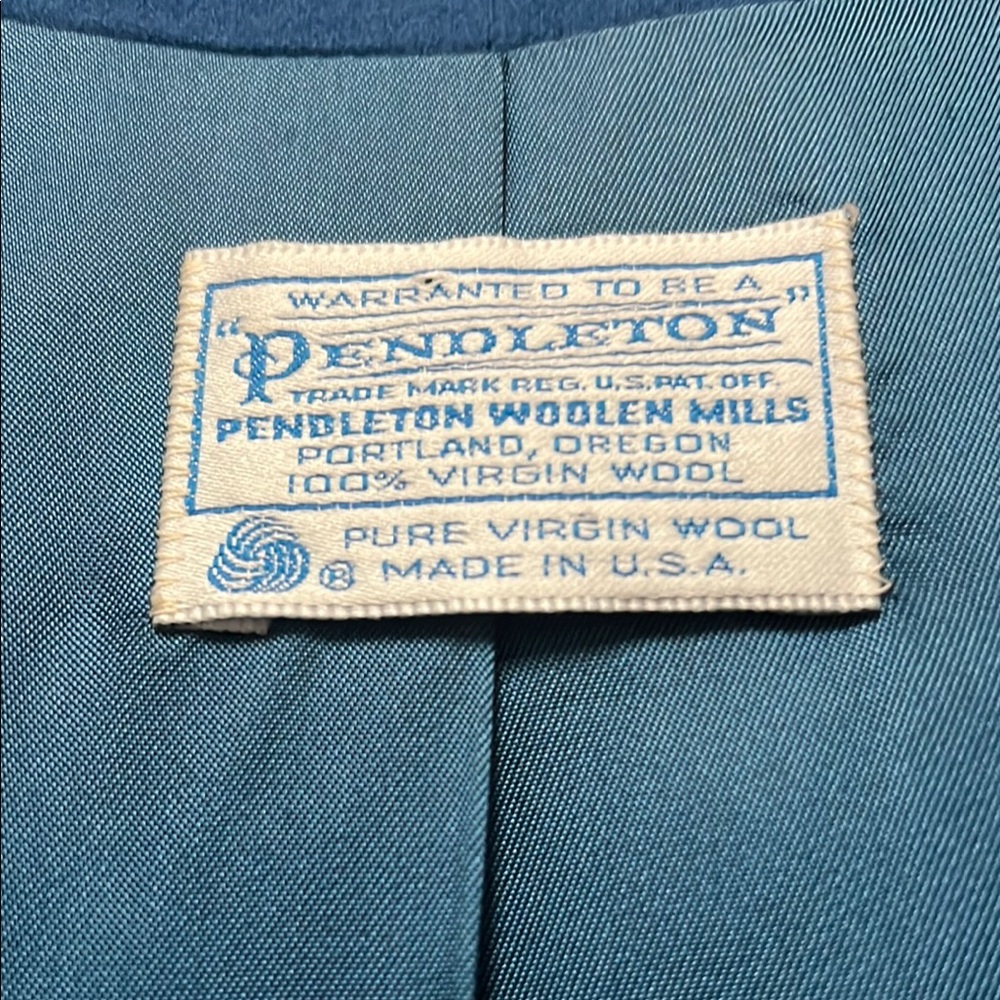 WARRANTED TO BE A
"PENDLETON"
TRADE MARK REG. U.S. PAT. OFF.
PENDLETON WOOLEN MILLS
PORTLAND, OREGON
100% VIRGIN WOOL
PURE VIRGIN WOOL
® MADE IN U.S.A.